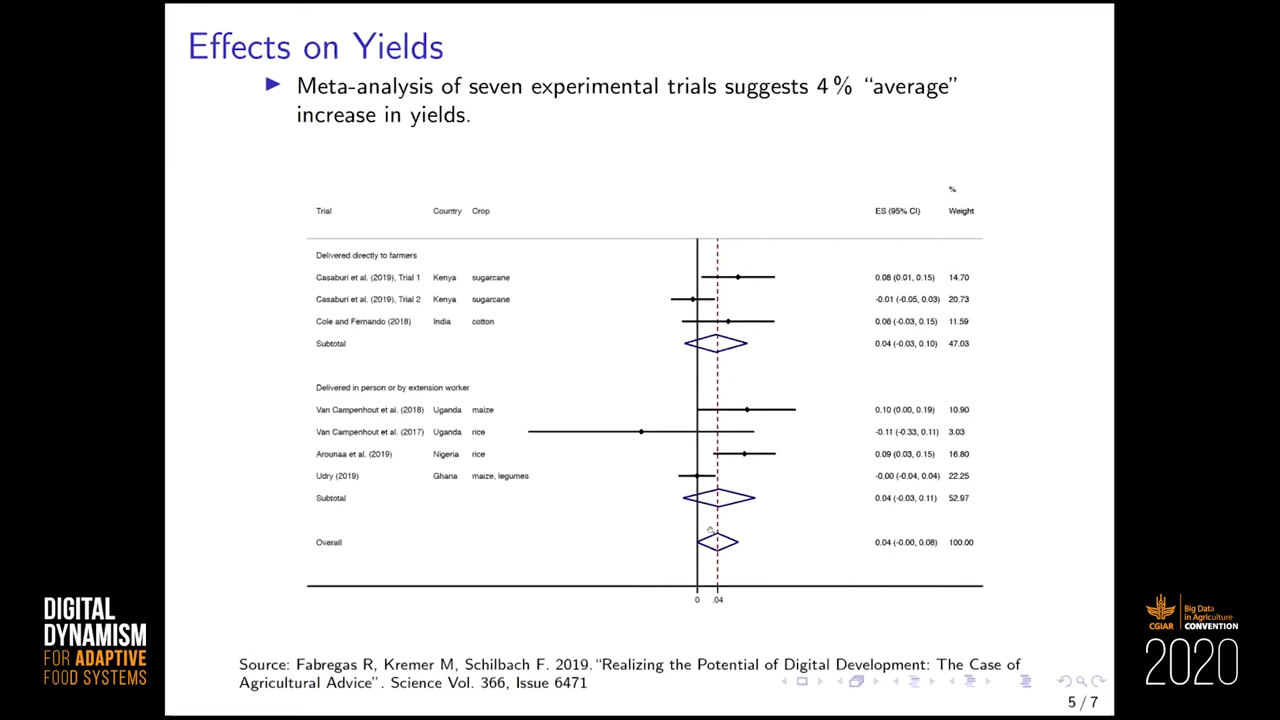 Effects on Yields
Meta-analysis of seven experimental trials suggests 4% “average”
increase in yields.
%
Trial Country Crop ES (95% CI) Weight
Delivered directly to farmers
Casaburi et al. (2019), Trial 1 Kenya sugarcane 0.08 (0.01, 0.15) 14.70
Casaburi et al. (2019), Trial 2 Kenya sugarcane -0.01 (-0.05, 0.03) 20.73
Cole and Fernando (2018) India cotton 0.06 (-0.03, 0.15) 11.59
Subtotal 0.04 (-0.03, 0.10) 47.03
Delivered in person or by extension worker
Van Campenhout et al. (2018) Uganda maize 0.10 (0.00, 0.19) 10.90
Van Campenhout et al. (2017) Uganda rice -0.11 (-0.33, 0.11) 3.03
Arounaa et al. (2019) Nigeria rice 0.09 (0.03, 0.15) 16.80
Udry (2019) Ghana maize, legumes -0.00 (-0.04, 0.04) 22.25
Subtotal 0.04 (-0.03, 0.11) 52.97
Overall 0.04 (-0.00, 0.08) 100.00
0 .04
Source: Fabregas R, Kremer M, Schilbach F. 2019. “Realizing the Potential of Digital Development: The Case of
Agricultural Advice”. Science Vol. 366, Issue 6471
5 / 7
DIGITAL
DYNAMISM
FOR ADAPTIVE
FOOD SYSTEMS
CGIAR
Big Data
in Agriculture
CONVENTION
2020